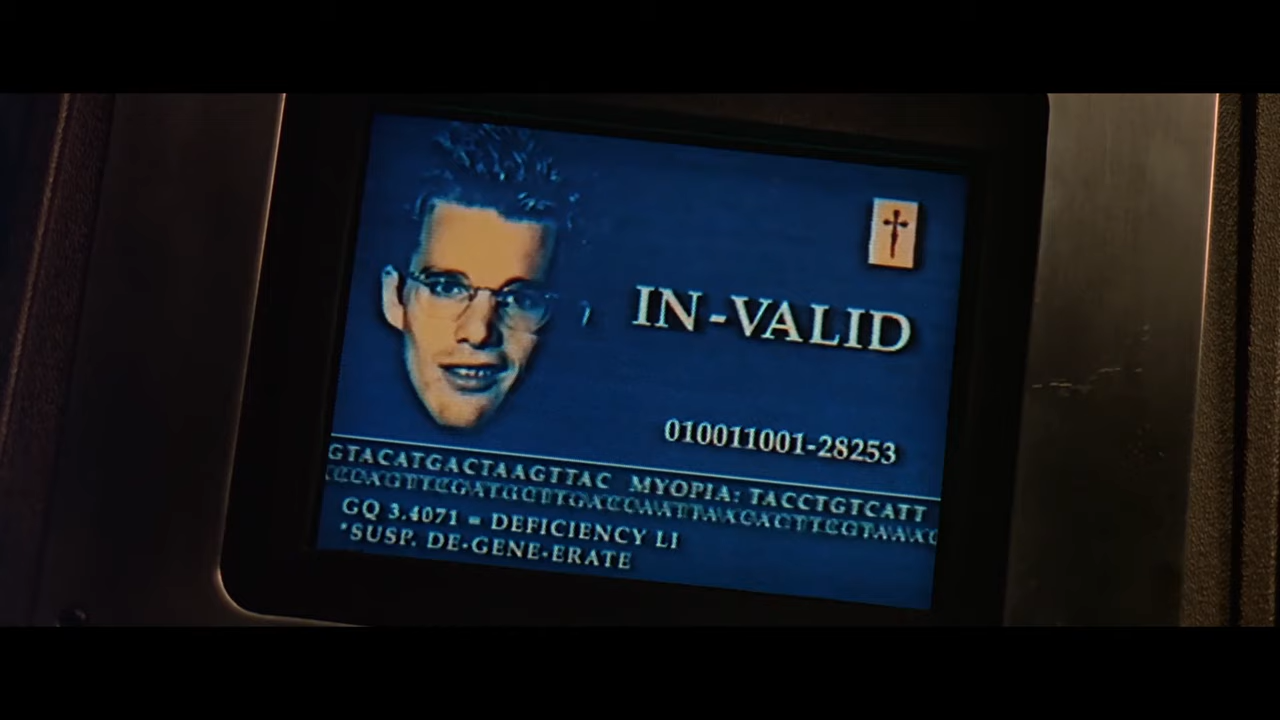 IN-VALID
010011001-28253
GTACATGACTAAGTTAC MYOPIA: TACCTGTCATT
GQ 3.4071 = DEFICIENCY LI
*SUSP. DE-GENE-ERATE